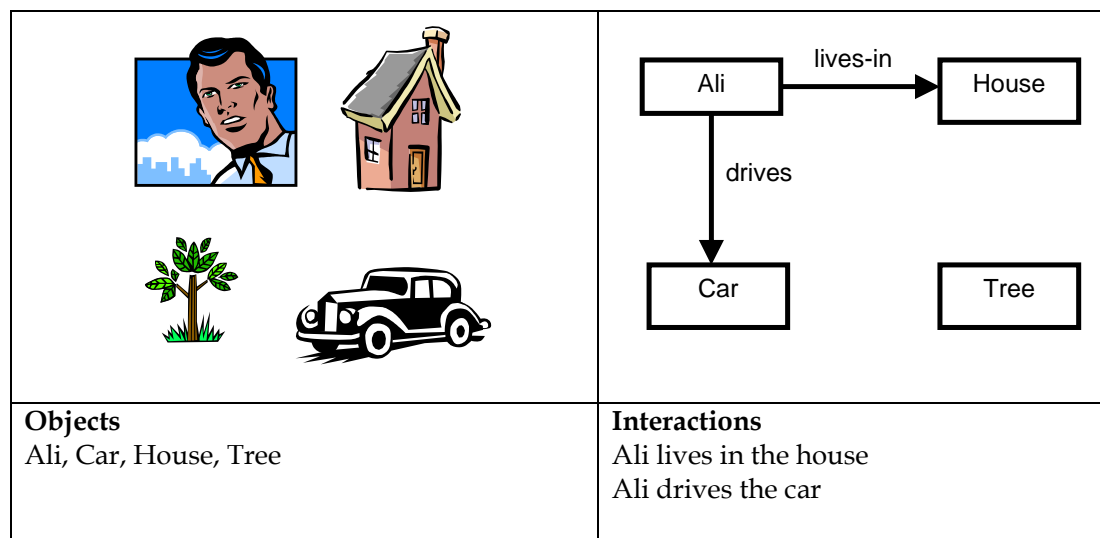 Ali
lives-in
House
drives
Car
Tree
Objects
Ali, Car, House, Tree
Interactions
Ali lives in the house
Ali drives the car